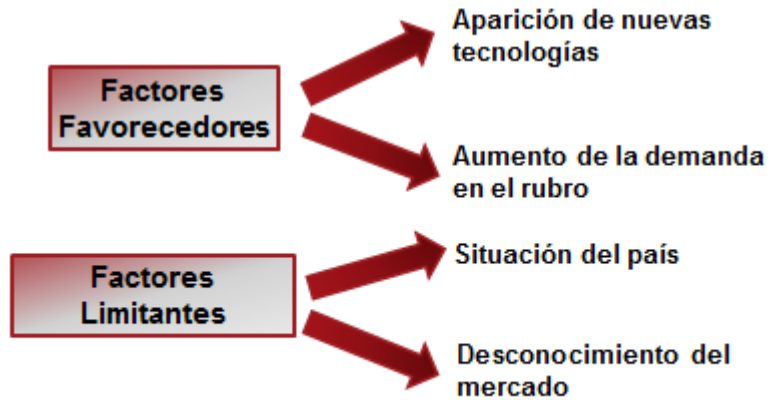 Factores
Favorecedores
Aparición de nuevas
tecnologías
Aumento de la demanda
en el rubro
Factores
Limitantes
Situación del país
Desconocimiento del
mercado